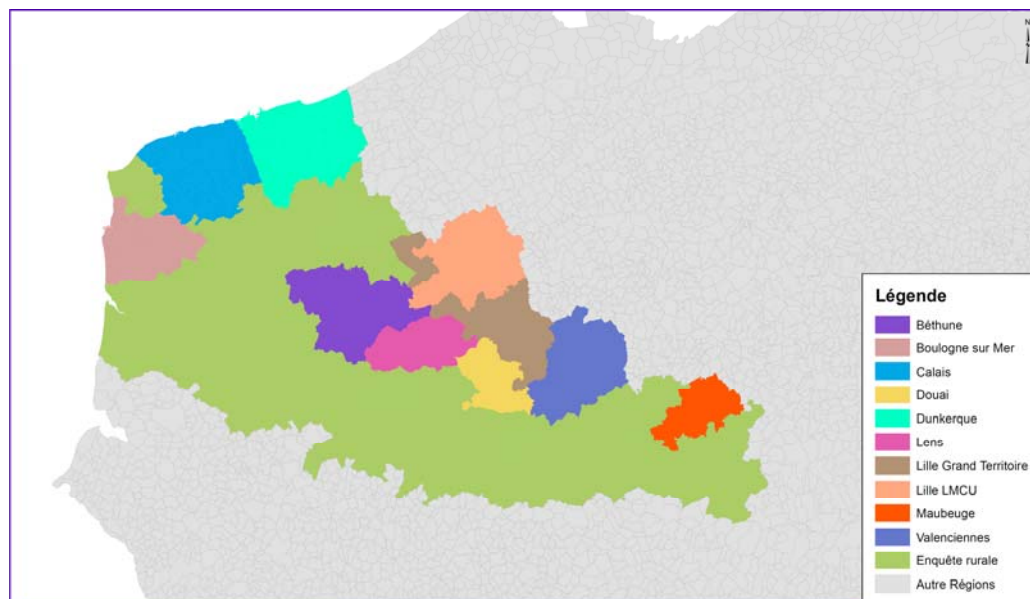 N
Légende
Béthune
Boulogne sur Mer
Calais
Douai
Dunkerque
Lens
Lille Grand Territoire
Lille LMCU
Maubeuge
Valenciennes
Enquête rurale
Autre Régions